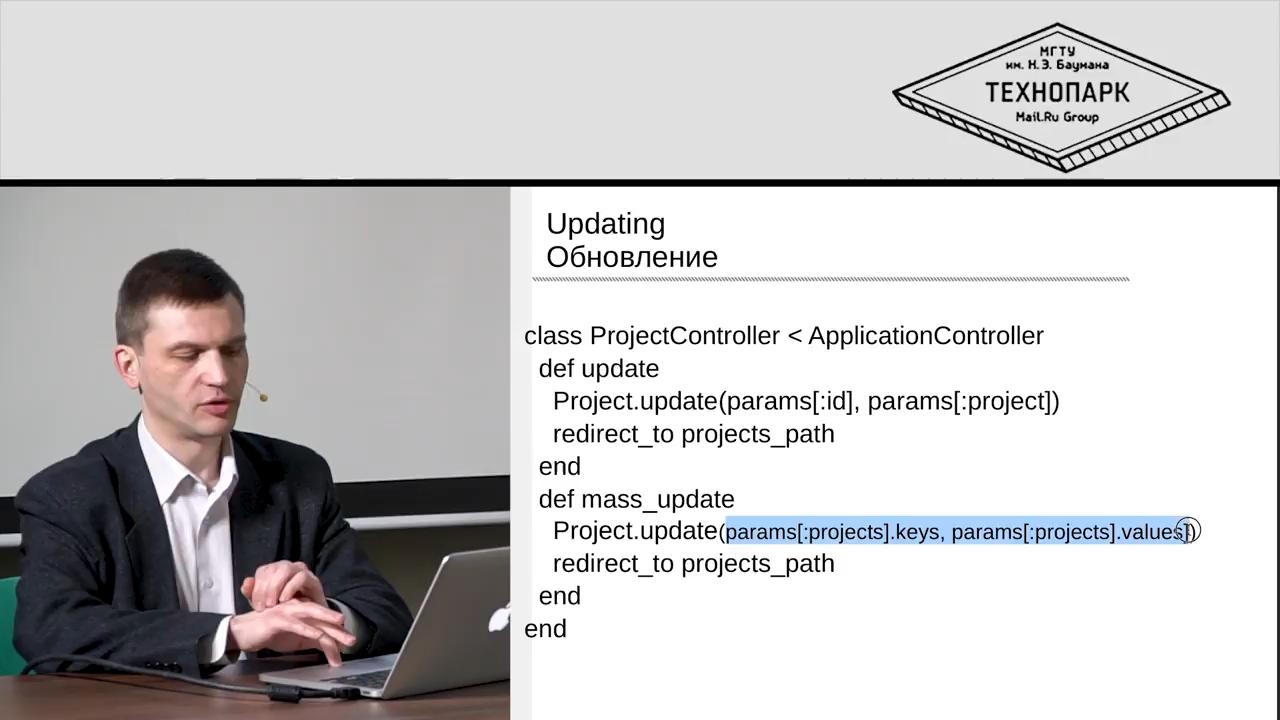 МГТУ
им. Н.Э. Баумана
ТЕХНОПАРК
Mail.Ru Group
Updating
Обновление
class ProjectController < ApplicationController
def update
Project.update(params[:id], params[:project])
redirect_to projects_path
end
def mass_update
Project.update(params[:projects].keys, params[:projects].values])
redirect_to projects_path
end
end